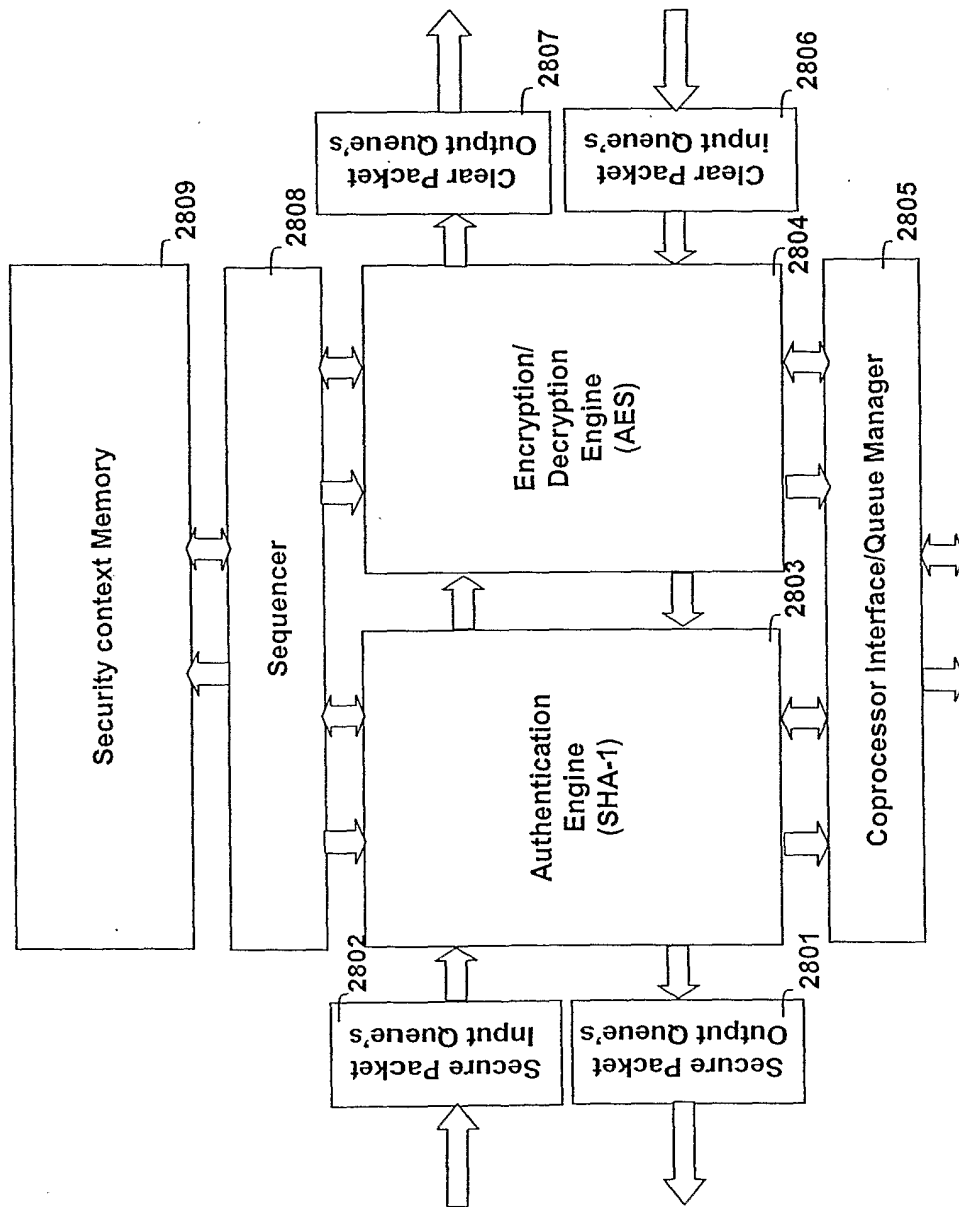 2809
Security context Memory
2808
Sequencer
2802
Secure Packet
Input Queue's
Authentication
Engine
(SHA-1)
2803
Encryption/
Decryption
Engine
(AES)
2804
Clear Packet
Output Queue's
2807
Secure Packet
Output Queue's
2801
Clear Packet
input Queue's
2806
Coprocessor Interface/Queue Manager
2805